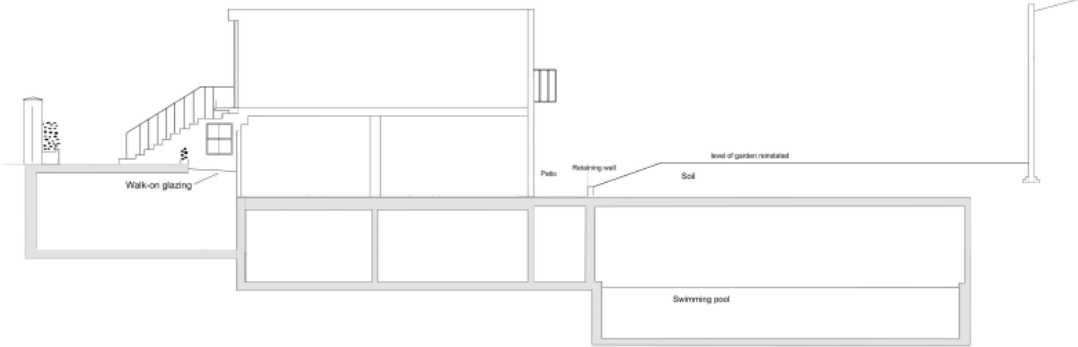 level of garden reinstated
Retaining wall
Patio
Soil
Walk-on glazing
Swimming pool